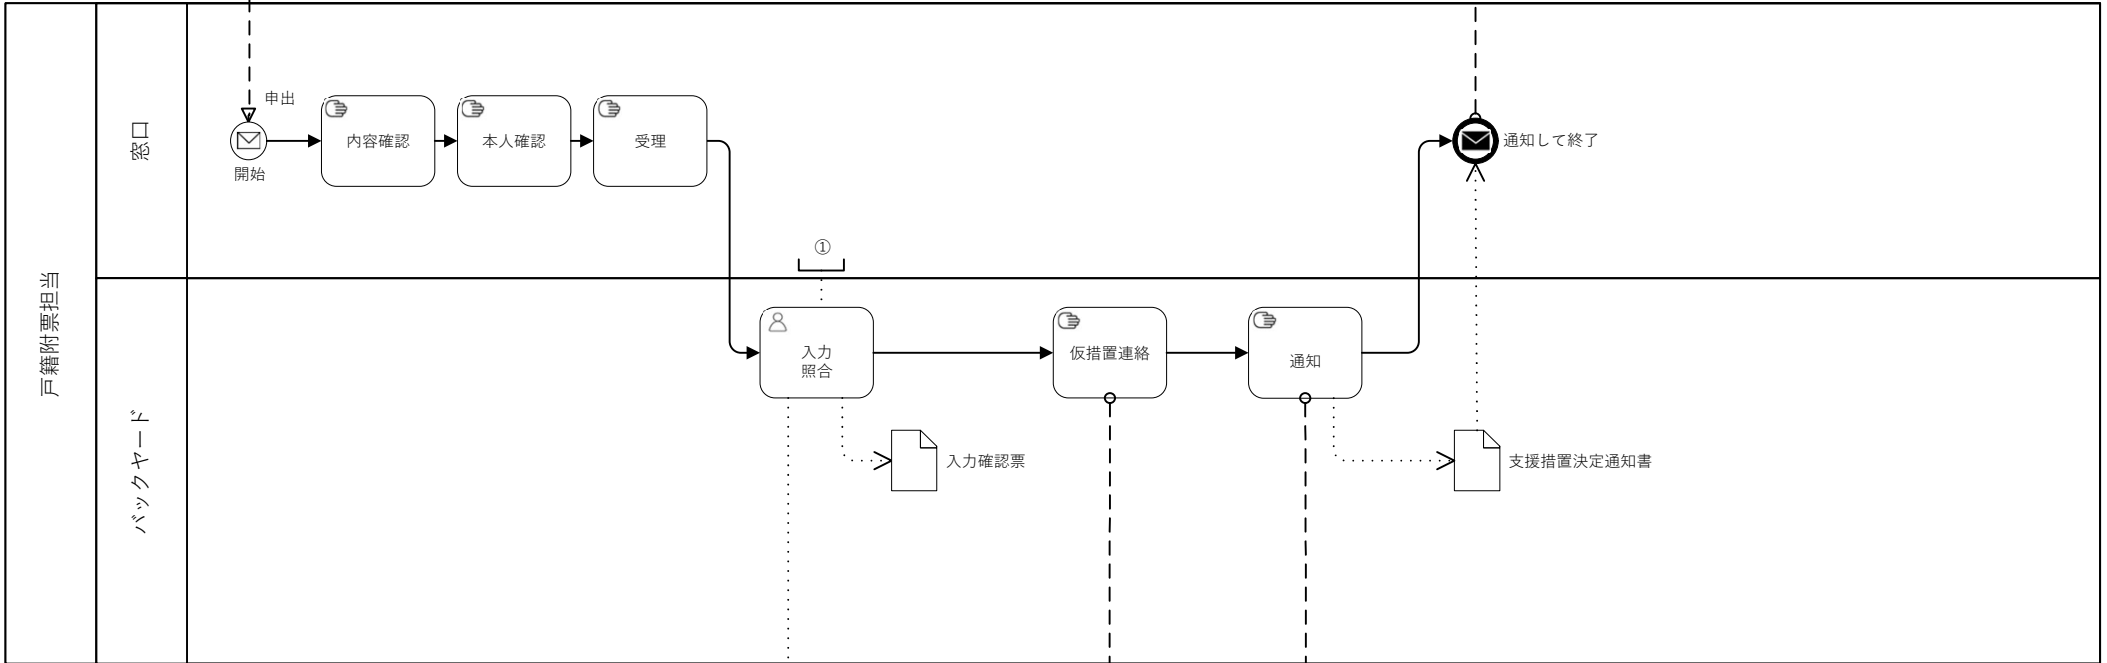 戸籍附票担当
窓口
申出
開始
内容確認
本人確認
受理
通知して終了
①
バックヤード
入力
照合
仮措置連絡
通知
入力確認票
支援措置決定通知書